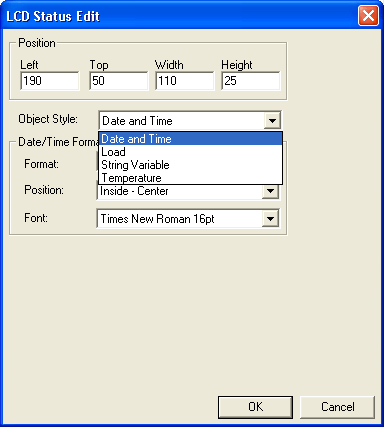 LCD Status Edit
Position
Left Top Width Height
190 50 110 25
Object Style: Date and Time
Date and Time
Date/Time Forma
Load
Format:
String Variable
Temperature
Position: Inside - Center
Font: Times New Roman 16pt
OK Cancel